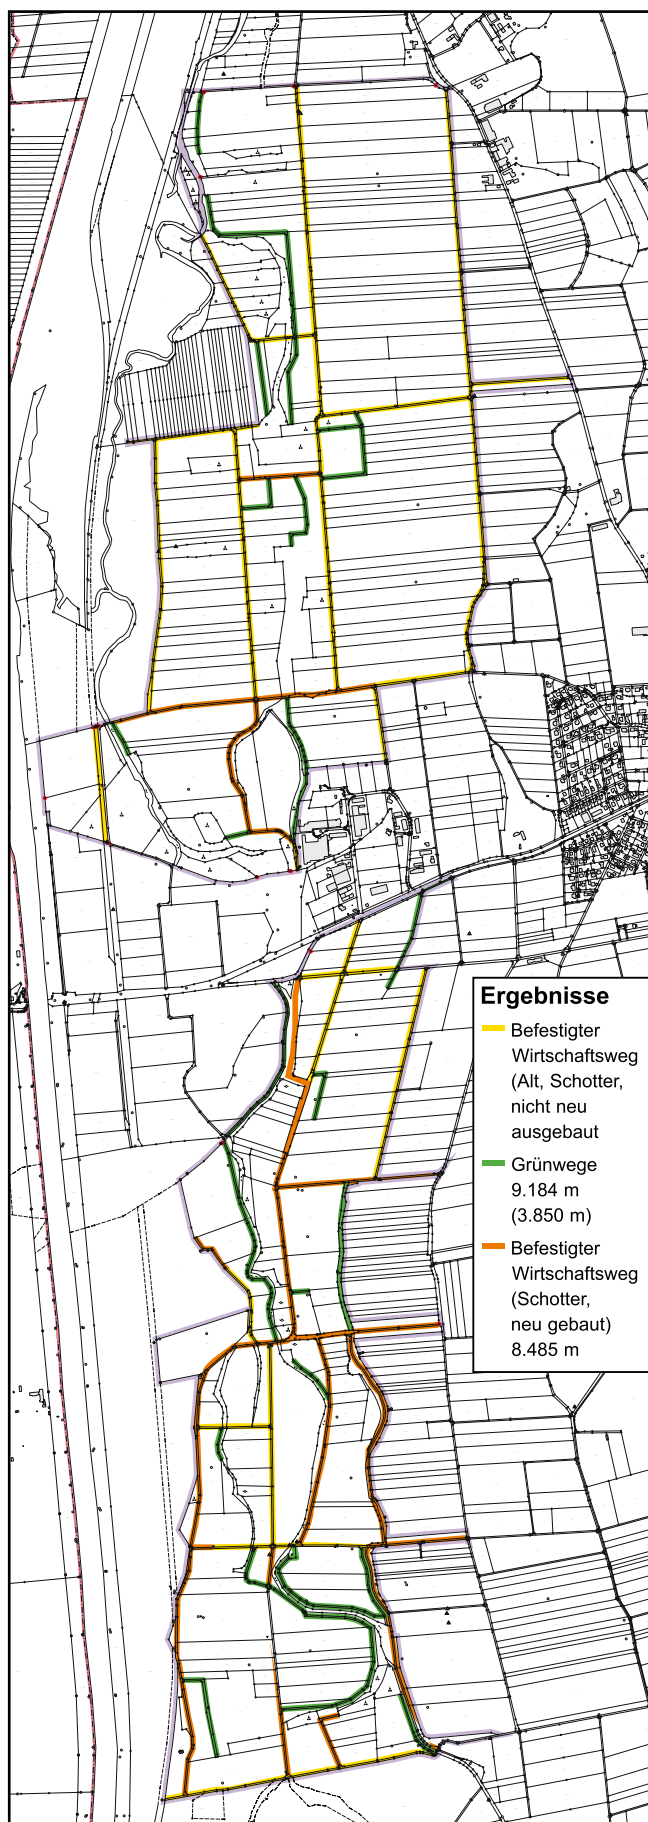 Ergebnisse
Befestigter
Wirtschaftsweg
(Alt, Schotter,
nicht neu
ausgebaut
Grünwege
9.184 m
(3.850 m)
Befestigter
Wirtschaftsweg
(Schotter,
neu gebaut)
8.485 m